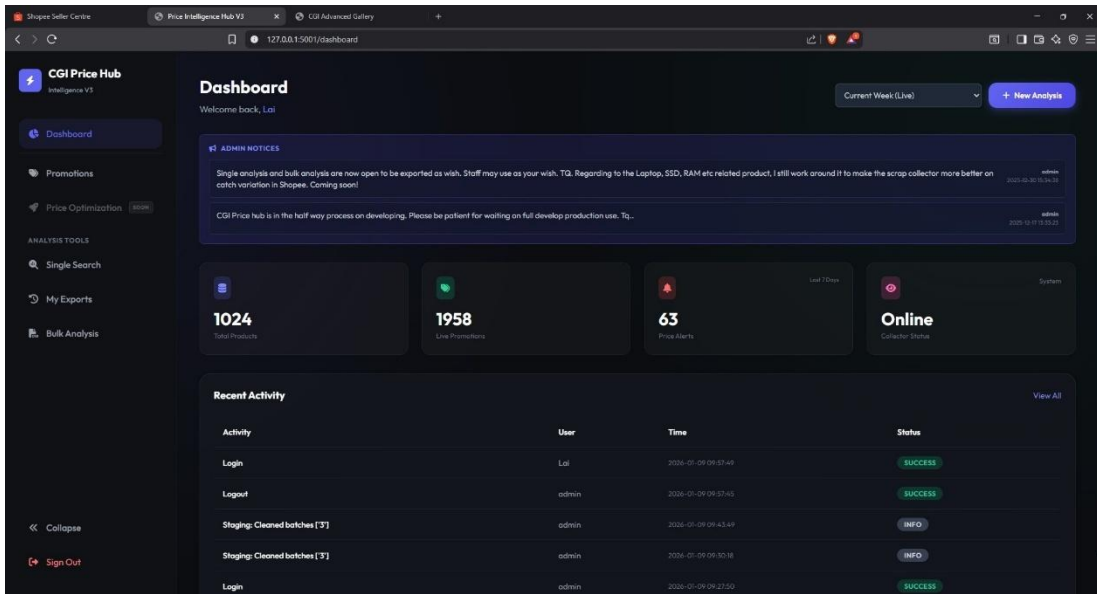 Shopee Seller Centre
Price Intelligence Hub V3
CGI Advanced Gallery
127.0.0.1:5001/dashboard
CGI Price Hub
Intelligence V3
Dashboard
Promotions
Price Optimization SOON
ANALYSIS TOOLS
Single Search
My Exports
Bulk Analysis
Collapse
Sign Out
Dashboard
Welcome back, Lai
Current Week (Live)
+ New Analysis
ADMIN NOTICES
Single analysis and bulk analysis are now open to be exported as wish. Staff may use as your wish. TQ. Regarding to the Laptop, SSD, RAM etc related product, I still work around it to make the scrap collector more better on
catch variation in Shopee. Coming soon!
admin
CGI Price hub is in the half way process on developing. Please be patient for waiting on full develop production use. Tq..
admin
1024
Total Products
1958
Live Promotions
Last 7 Days
63
Price Alerts
System
Online
Collector Status
Recent Activity
View All
Activity User Time Status
Login Lai 2026-01-09 09:57:49 SUCCESS
Logout admin 2026-01-09 09:57:45 SUCCESS
Staging: Cleaned batches ['3'] admin 2026-01-09 09:43:49 INFO
Staging: Cleaned batches ['3'] admin 2026-01-09 09:30:18 INFO
Login admin 2026-01-09 09:27:50 SUCCESS